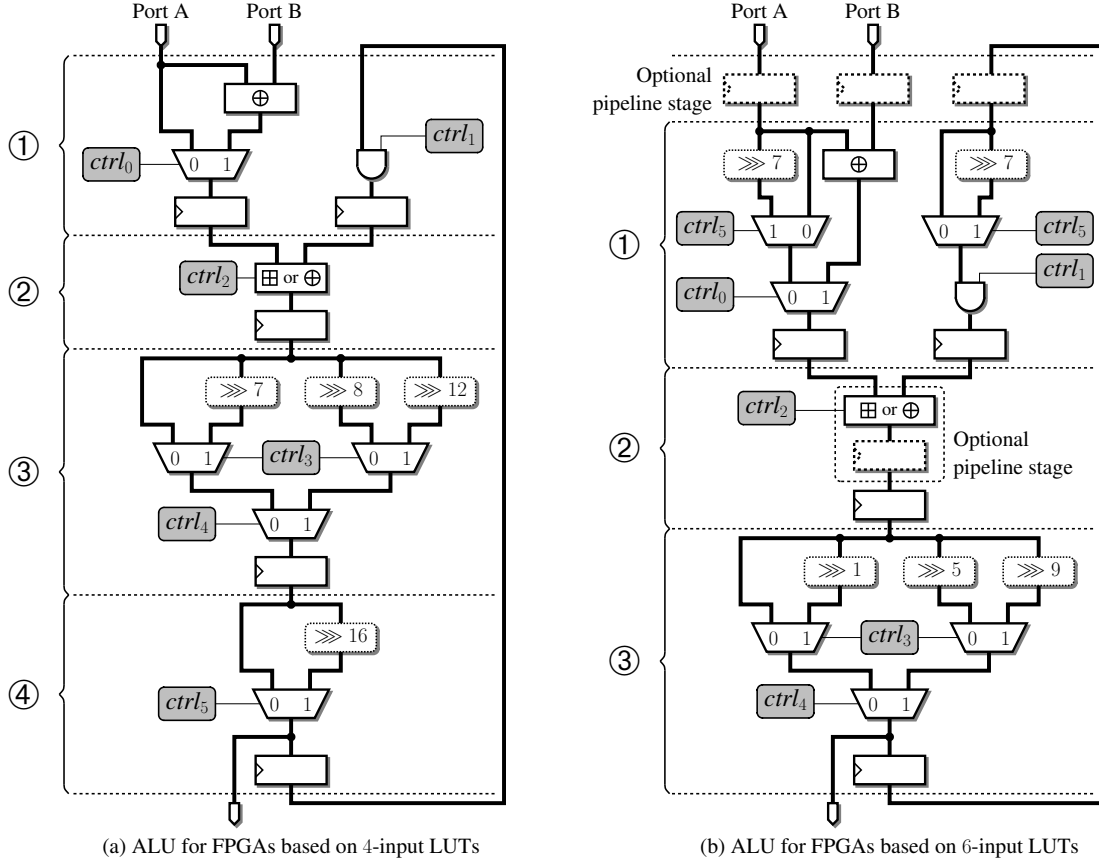 Port A Port B
ctrl₁
① ⊕
ctrl₀ 0 1
② ctrl₂ ⊞ or ⊕
⋙ 7 ⋙ 8 ⋙ 12
③ 0 1 ctrl₃ 0 1
ctrl₄ 0 1
⋙ 16
④ ctrl₅ 0 1
(a) ALU for FPGAs based on 4-input LUTs
Port A Port B
Optional
pipeline stage
⋙ 7 ⊕ ⋙ 7
① ctrl₅ 1 0 0 1 ctrl₅
ctrl₁
ctrl₀ 0 1
② ctrl₂ ⊞ or ⊕
Optional
pipeline stage
⋙ 1 ⋙ 5 ⋙ 9
③ 0 1 ctrl₃ 0 1
ctrl₄ 0 1
(b) ALU for FPGAs based on 6-input LUTs